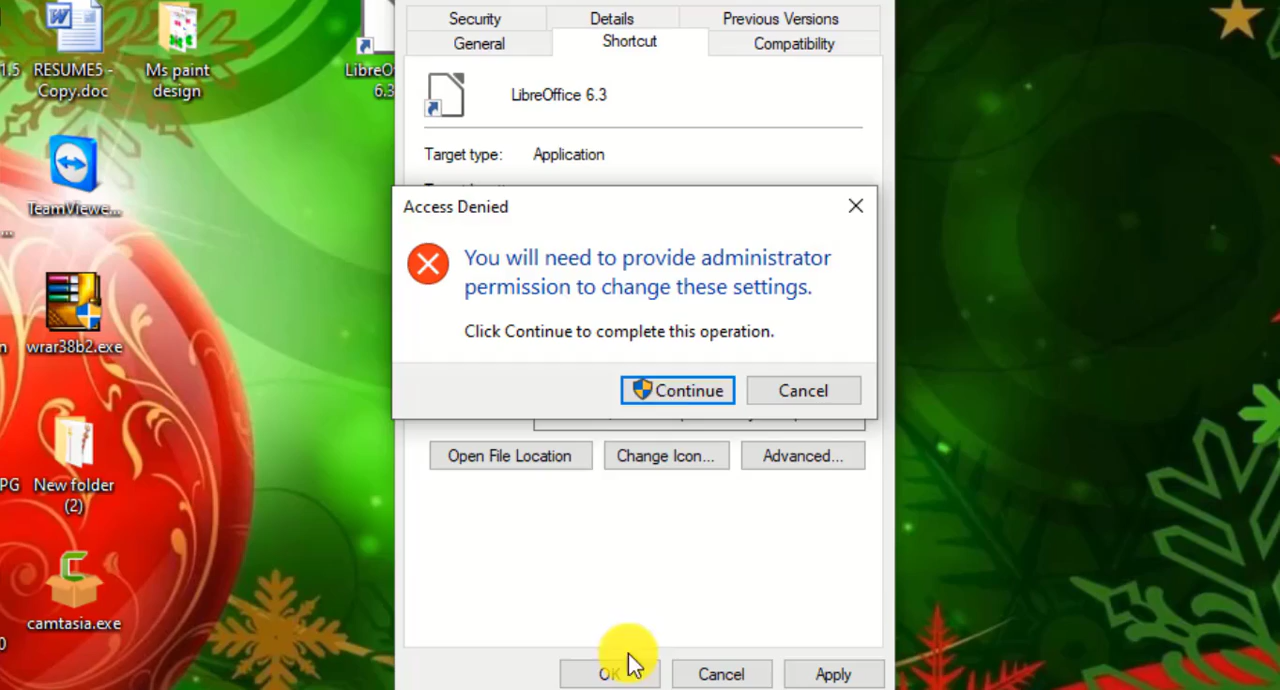 1.5
RESUME5 -
Copy.doc
Ms paint
design
LibreO
6.3
TeamViewe...
...
wrar38b2.exe
PG
New folder
(2)
camtasia.exe
0
Security
Details
Previous Versions
General
Shortcut
Compatibility
LibreOffice 6.3
Target type:
Application
Access Denied
You will need to provide administrator
permission to change these settings.
Click Continue to complete this operation.
Continue
Cancel
Open File Location
Change Icon...
Advanced...
OK
Cancel
Apply